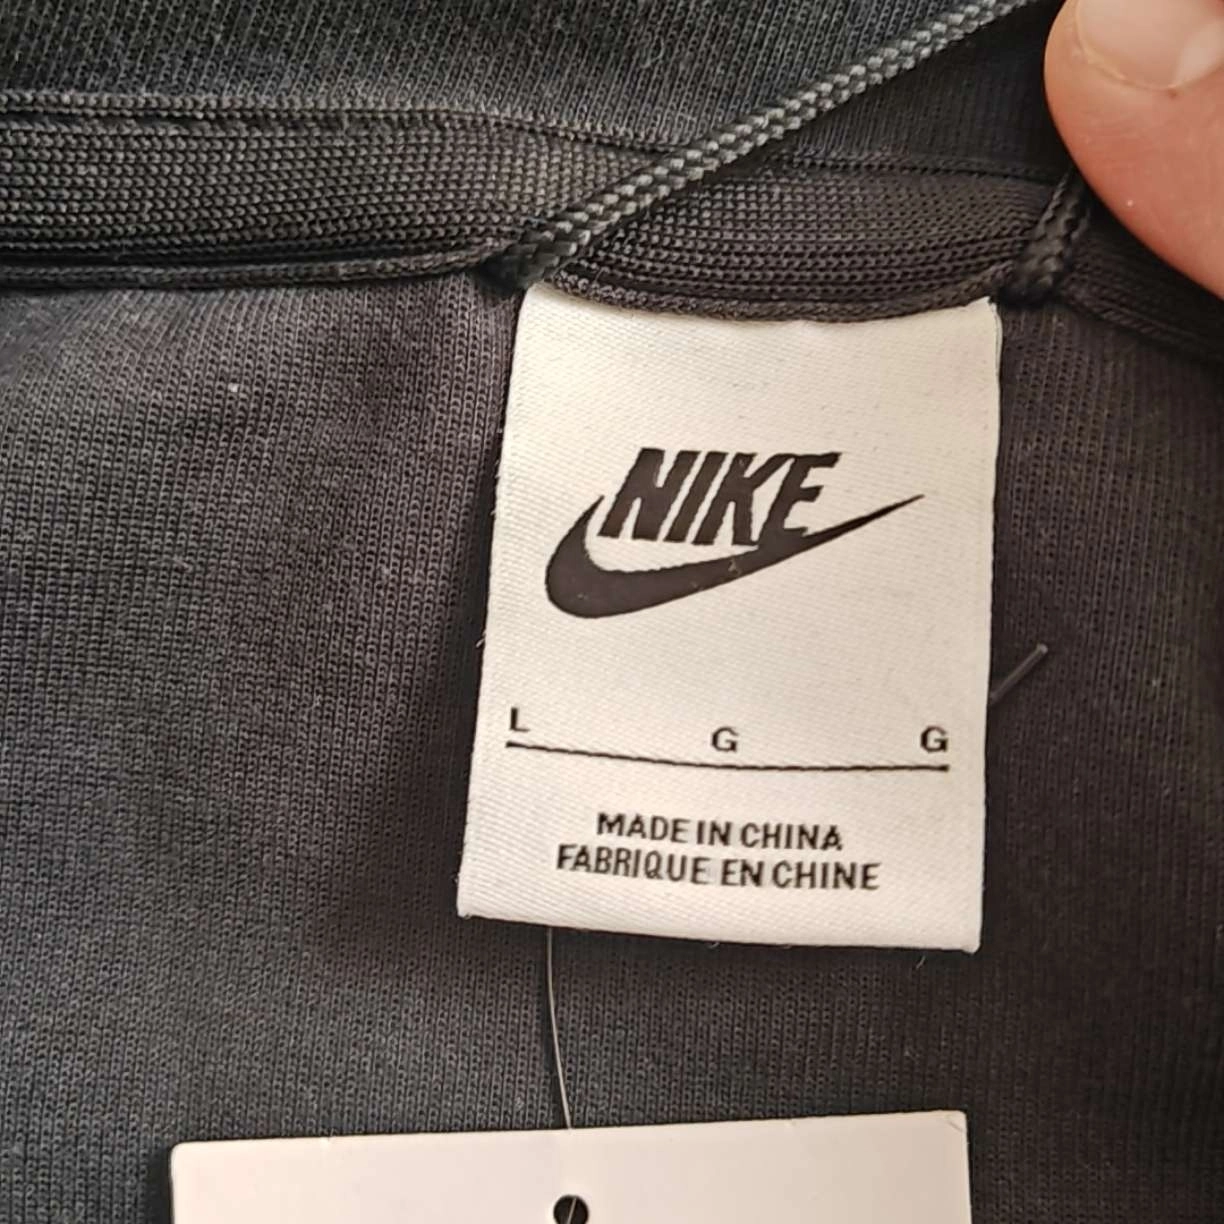 NIKE
L G G
MADE IN CHINA
FABRIQUE EN CHINE